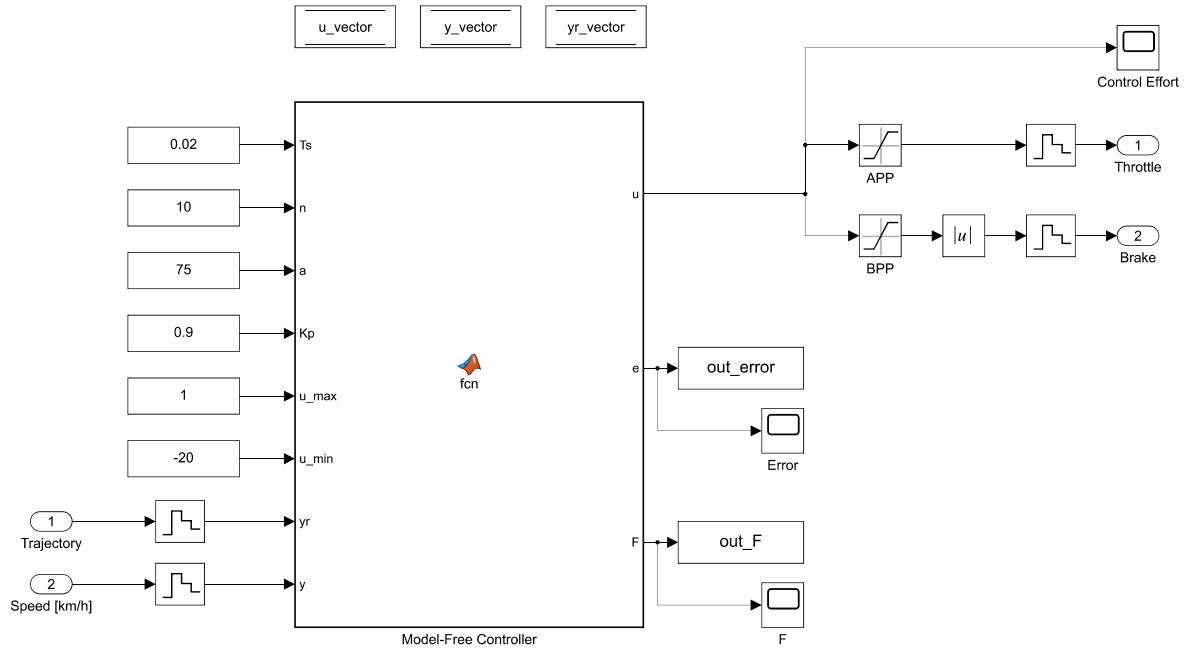 u_vector
y_vector
yr_vector
Control Effort
0.02
Ts
10
n
75
a
0.9
Kp
1
u_max
-20
u_min
1
Trajectory
yr
2
Speed [km/h]
y
fcn
Model-Free Controller
u
APP
1
Throttle
BPP
|u|
2
Brake
e
out_error
Error
F
out_F
F